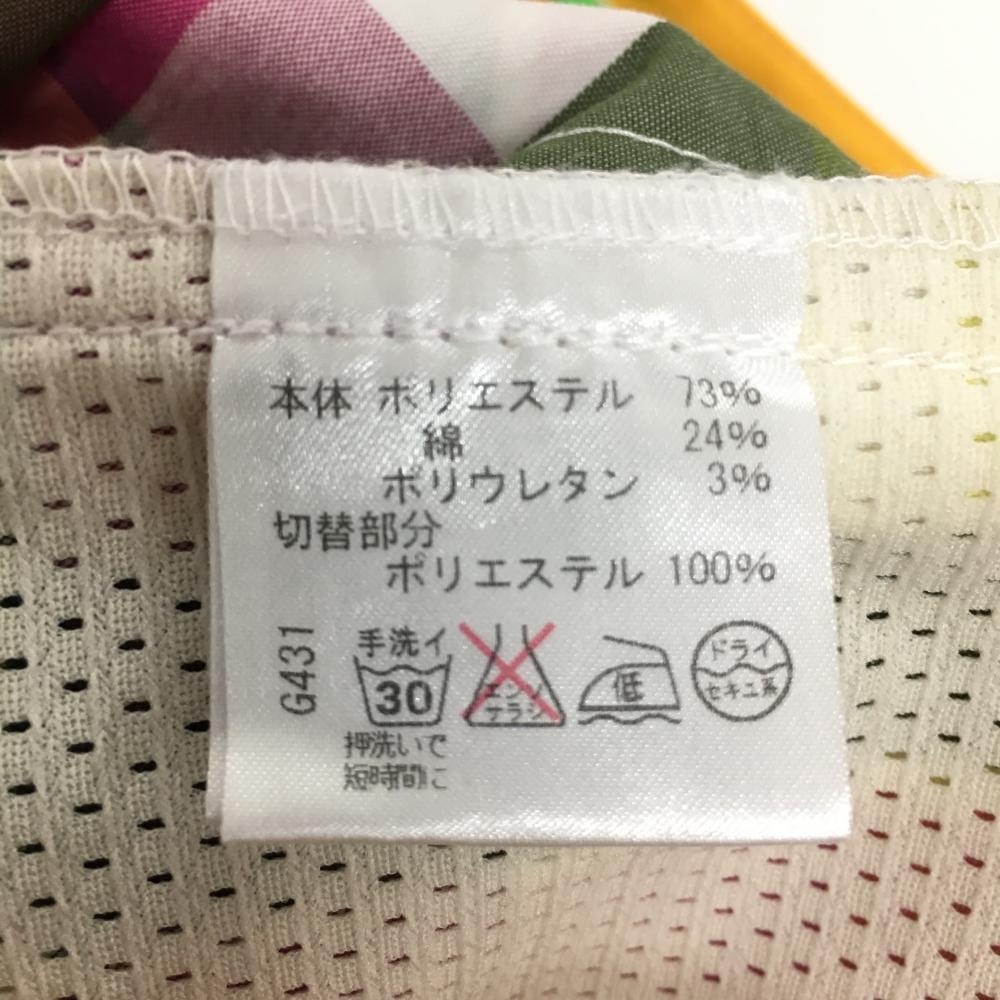 本体 ポリエステル 73%
綿 24%
ポリウレタン 3%
切替部分
ポリエステル 100%
G431
手洗イ
30
押洗いで
短時間に
エンソ
サラシ
低
ドライ
セキユ系